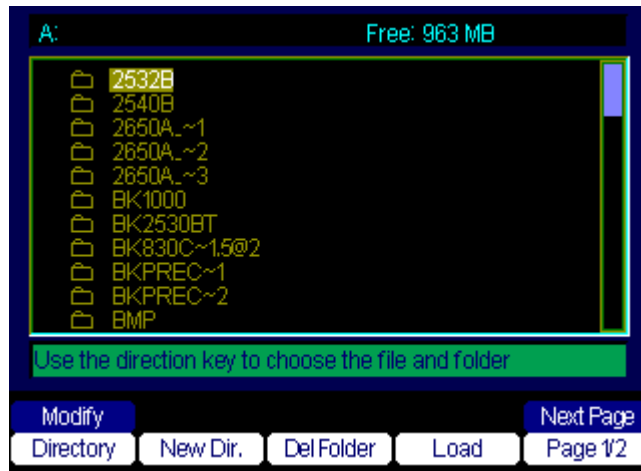 A: Free: 963 MB
2532B
2540B
2650A_~1
2650A_~2
2650A_~3
BK1000
BK2530BT
BK830C~1.5@2
BKPREC~1
BKPREC~2
BMP
Use the direction key to choose the file and folder
Modify Next Page
Directory New Dir. Del Folder Load Page 1/2